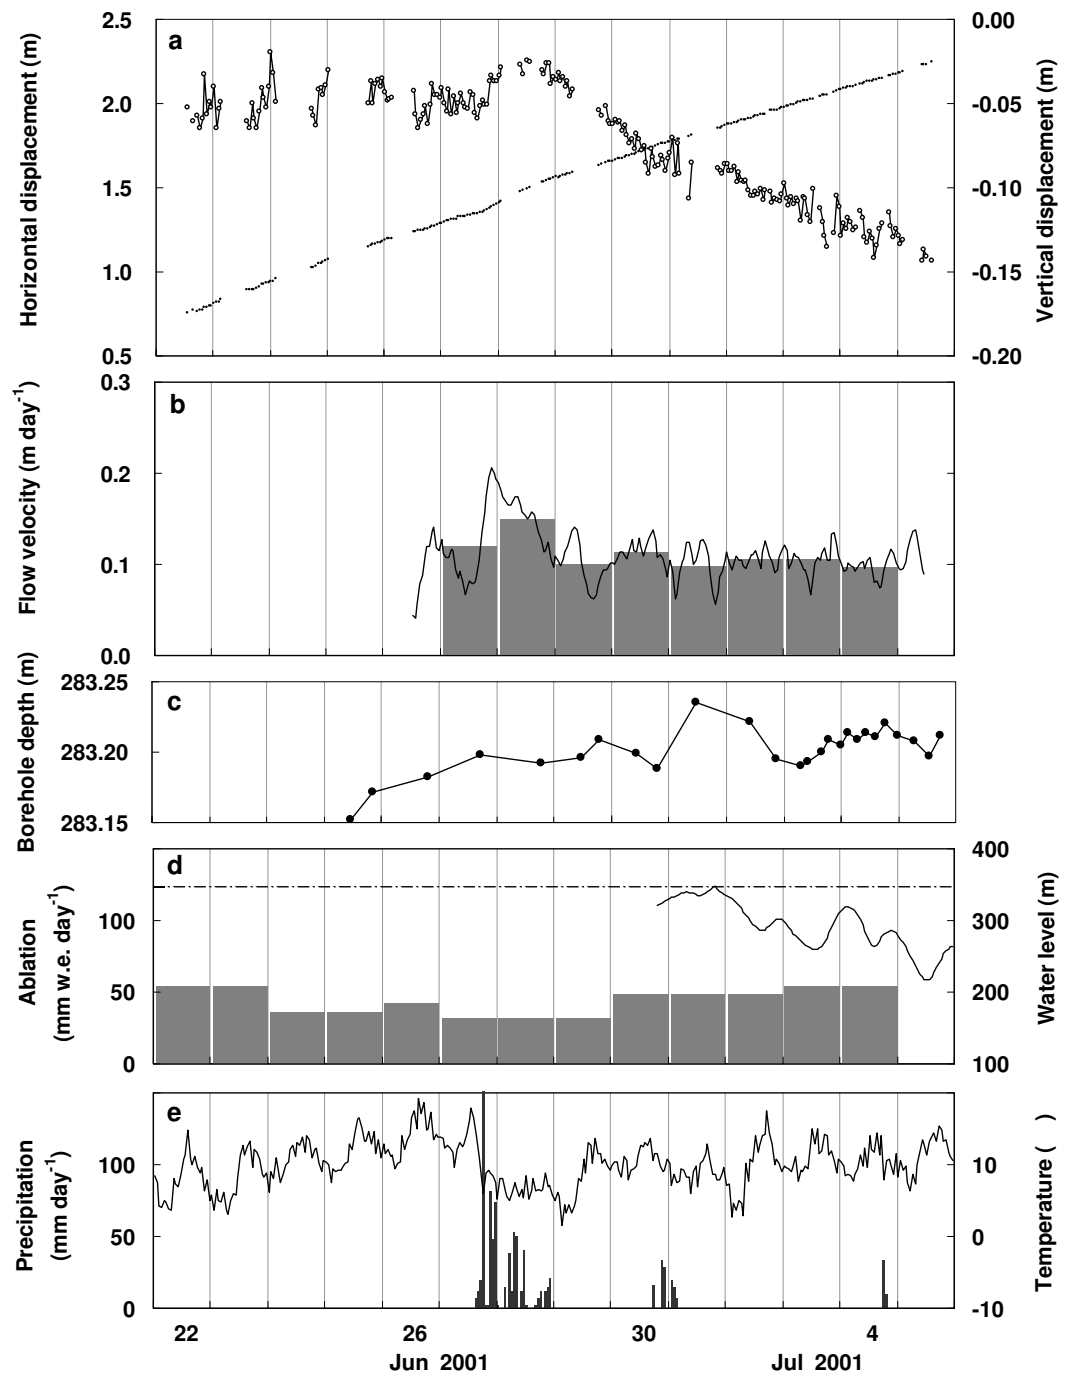 a
2.5
2.0
1.5
1.0
0.5
Horizontal displacement (m)
0.00
-0.05
-0.10
-0.15
-0.20
Vertical displacement (m)
b
0.3
0.2
0.1
0.0
Flow velocity (m day-1)
c
283.25
283.20
283.15
Borehole depth (m)
d
100
50
0
Ablation
(mm w.e. day-1)
400
300
200
100
Water level (m)
e
100
50
0
Precipitation
(mm day-1)
10
0
-10
Temperature ( )
22 26 30 4
Jun 2001 Jul 2001